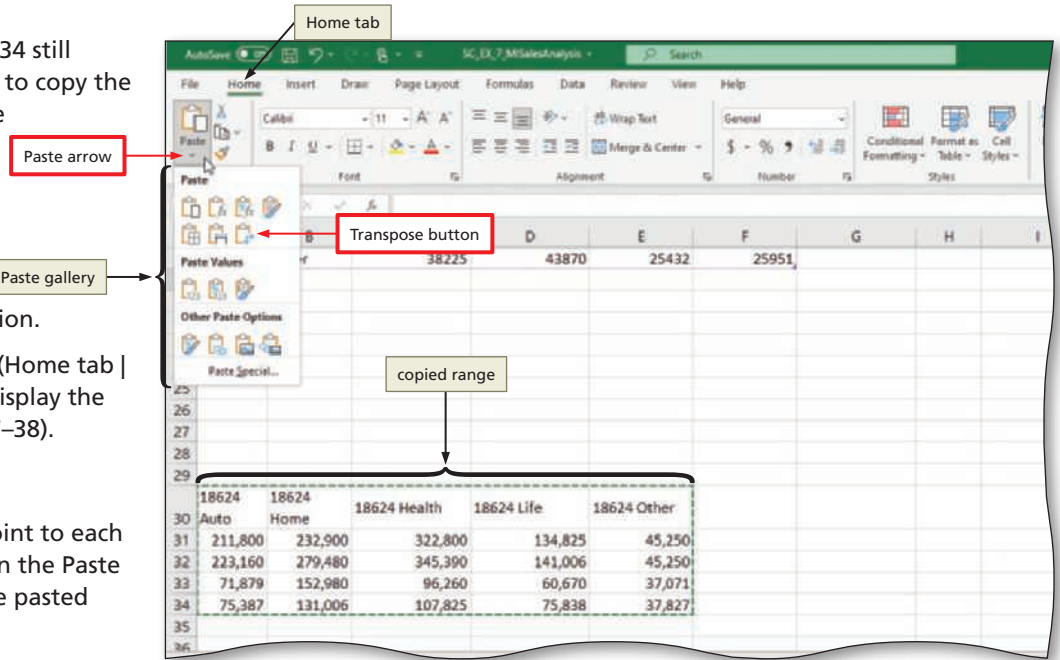 Home tab
34 still
to copy the
e
Paste arrow
Paste gallery
ion.
(Home tab |
isplay the
–38).
oint to each
n the Paste
e pasted
AutoSave SC_EX_7_MISalesAnalysis Search
File Home Insert Draw Page Layout Formulas Data Review View Help
Paste Calibri 11 A A Wrap Text General
B I U A Merge & Center $ % Conditional Formatting Format as Table Cell Styles
Font Alignment Number Styles
Paste
fx
Transpose button
B D E F G H I
38225 43870 25432 25951
Paste Values
Other Paste Options
Paste Special...
copied range
25
26
27
28
29
30 18624 Auto 18624 Home 18624 Health 18624 Life 18624 Other
31 211,800 232,900 322,800 134,825 45,250
32 223,160 279,480 345,390 141,006 45,250
33 71,879 152,980 96,260 60,670 37,071
34 75,387 131,006 107,825 75,838 37,827
35
36